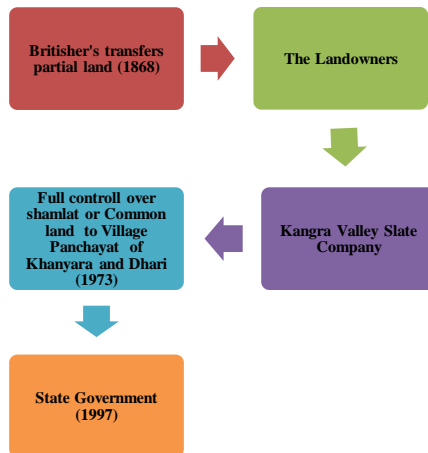 Britisher's transfers
partial land (1868)
The Landowners
Kangra Valley Slate
Company
Full controll over
shamlat or Common
land to Village
Panchayat of
Khanyara and Dhari
(1973)
State Government
(1997)